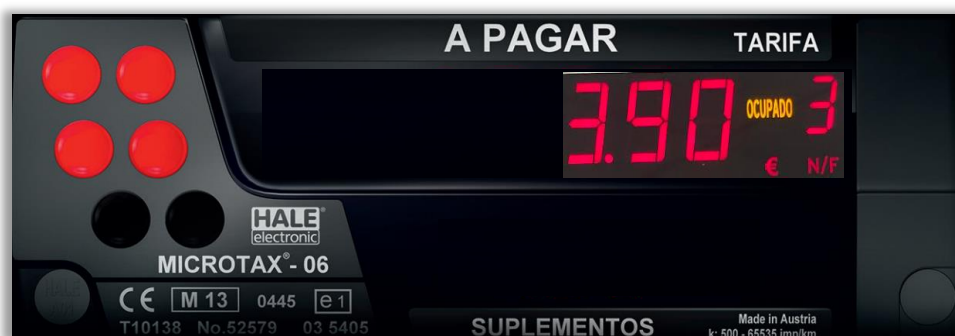 A PAGAR TARIFA
3.90 OCUPADO 3
€ N/F
HALE
electronic
MICROTAX® - 06
CE M 13 0445 e 1
T10138 No.52579 03 5405
SUPLEMENTOS
Made in Austria
k: 500 - 65535 imp/km